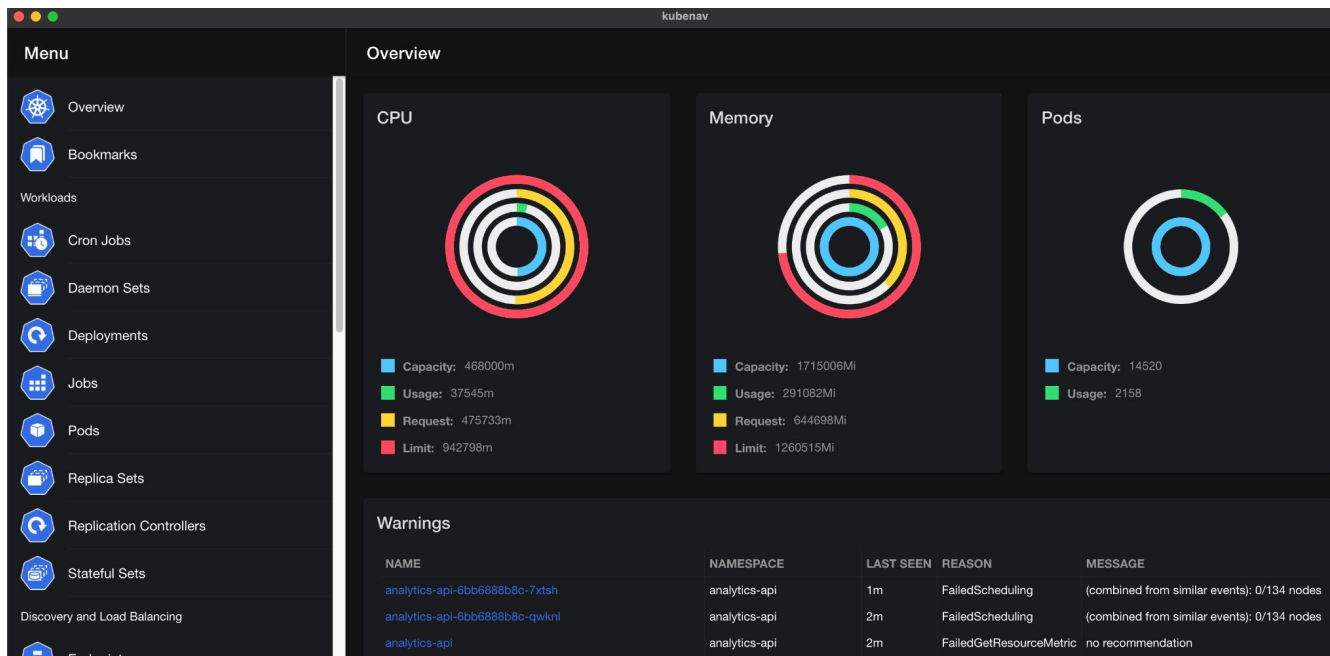 kubenav
Menu
Overview
Bookmarks
Workloads
Cron Jobs
Daemon Sets
Deployments
Jobs
Pods
Replica Sets
Replication Controllers
Stateful Sets
Discovery and Load Balancing
Overview
CPU
Capacity: 468000m
Usage: 37545m
Request: 475733m
Limit: 942798m
Memory
Capacity: 1715006Mi
Usage: 291082Mi
Request: 644698Mi
Limit: 1260515Mi
Pods
Capacity: 14520
Usage: 2158
Warnings
NAME NAMESPACE LAST SEEN REASON MESSAGE
analytics-api-6bb6888b8c-7xtsh analytics-api 1m FailedScheduling (combined from similar events): 0/134 nodes
analytics-api-6bb6888b8c-qwknl analytics-api 2m FailedScheduling (combined from similar events): 0/134 nodes
analytics-api analytics-api 2m FailedGetResourceMetric no recommendation